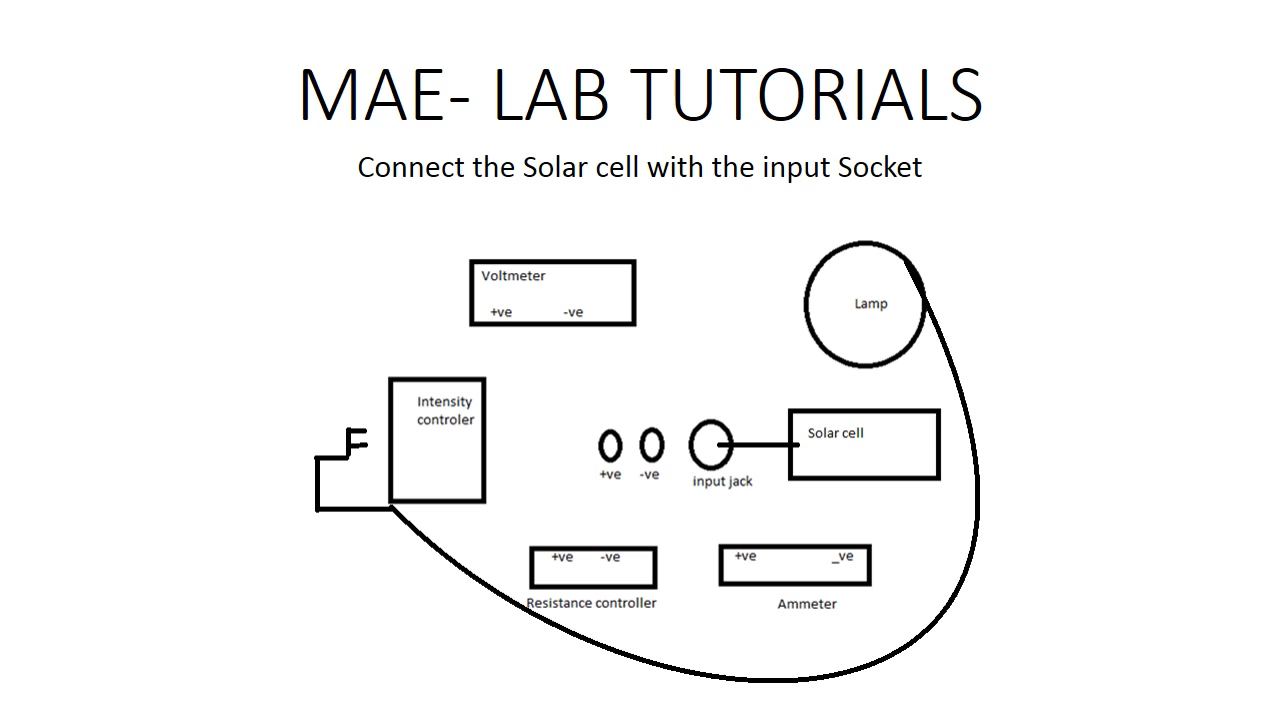 MAE- LAB TUTORIALS
Connect the Solar cell with the input Socket
Voltmeter
+ve -ve
Lamp
Intensity
controler
Solar cell
+ve -ve
input jack
+ve -ve
Resistance controller
+ve _ve
Ammeter